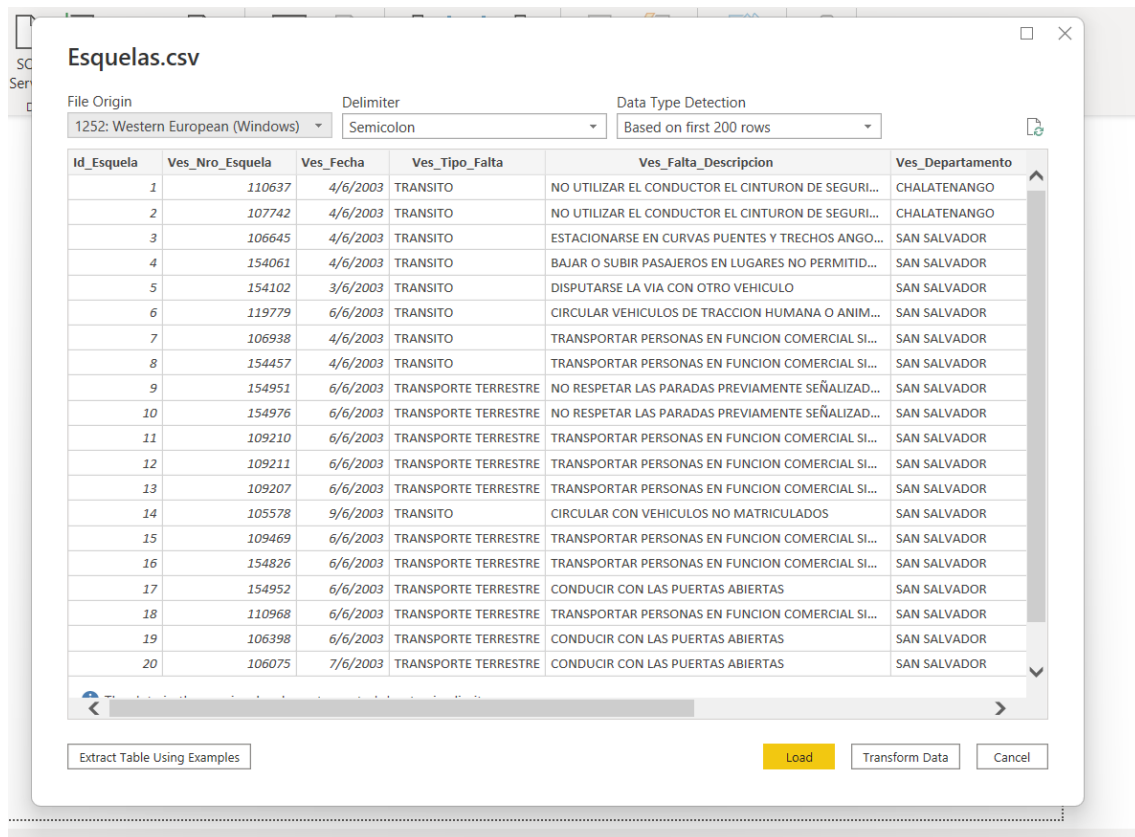 Esquelas.csv
File Origin Delimiter Data Type Detection
1252: Western European (Windows) Semicolon Based on first 200 rows
Id_Esquela Ves_Nro_Esquela Ves_Fecha Ves_Tipo_Falta Ves_Falta_Descripcion Ves_Departamento
1 110637 4/6/2003 TRANSITO NO UTILIZAR EL CONDUCTOR EL CINTURON DE SEGURI... CHALATENANGO
2 107742 4/6/2003 TRANSITO NO UTILIZAR EL CONDUCTOR EL CINTURON DE SEGURI... CHALATENANGO
3 106645 4/6/2003 TRANSITO ESTACIONARSE EN CURVAS PUENTES Y TRECHOS ANGO... SAN SALVADOR
4 154061 4/6/2003 TRANSITO BAJAR O SUBIR PASAJEROS EN LUGARES NO PERMITID... SAN SALVADOR
5 154102 3/6/2003 TRANSITO DISPUTARSE LA VIA CON OTRO VEHICULO SAN SALVADOR
6 119779 6/6/2003 TRANSITO CIRCULAR VEHICULOS DE TRACCION HUMANA O ANIM... SAN SALVADOR
7 106938 4/6/2003 TRANSITO TRANSPORTAR PERSONAS EN FUNCION COMERCIAL SI... SAN SALVADOR
8 154457 4/6/2003 TRANSITO TRANSPORTAR PERSONAS EN FUNCION COMERCIAL SI... SAN SALVADOR
9 154951 6/6/2003 TRANSPORTE TERRESTRE NO RESPETAR LAS PARADAS PREVIAMENTE SEÑALIZAD... SAN SALVADOR
10 154976 6/6/2003 TRANSPORTE TERRESTRE NO RESPETAR LAS PARADAS PREVIAMENTE SEÑALIZAD... SAN SALVADOR
11 109210 6/6/2003 TRANSPORTE TERRESTRE TRANSPORTAR PERSONAS EN FUNCION COMERCIAL SI... SAN SALVADOR
12 109211 6/6/2003 TRANSPORTE TERRESTRE TRANSPORTAR PERSONAS EN FUNCION COMERCIAL SI... SAN SALVADOR
13 109207 6/6/2003 TRANSPORTE TERRESTRE TRANSPORTAR PERSONAS EN FUNCION COMERCIAL SI... SAN SALVADOR
14 105578 9/6/2003 TRANSITO CIRCULAR CON VEHICULOS NO MATRICULADOS SAN SALVADOR
15 109469 6/6/2003 TRANSPORTE TERRESTRE TRANSPORTAR PERSONAS EN FUNCION COMERCIAL SI... SAN SALVADOR
16 154826 6/6/2003 TRANSPORTE TERRESTRE TRANSPORTAR PERSONAS EN FUNCION COMERCIAL SI... SAN SALVADOR
17 154952 6/6/2003 TRANSPORTE TERRESTRE CONDUCIR CON LAS PUERTAS ABIERTAS SAN SALVADOR
18 110968 6/6/2003 TRANSPORTE TERRESTRE TRANSPORTAR PERSONAS EN FUNCION COMERCIAL SI... SAN SALVADOR
19 106398 6/6/2003 TRANSPORTE TERRESTRE CONDUCIR CON LAS PUERTAS ABIERTAS SAN SALVADOR
20 106075 7/6/2003 TRANSPORTE TERRESTRE CONDUCIR CON LAS PUERTAS ABIERTAS SAN SALVADOR
Extract Table Using Examples Load Transform Data Cancel